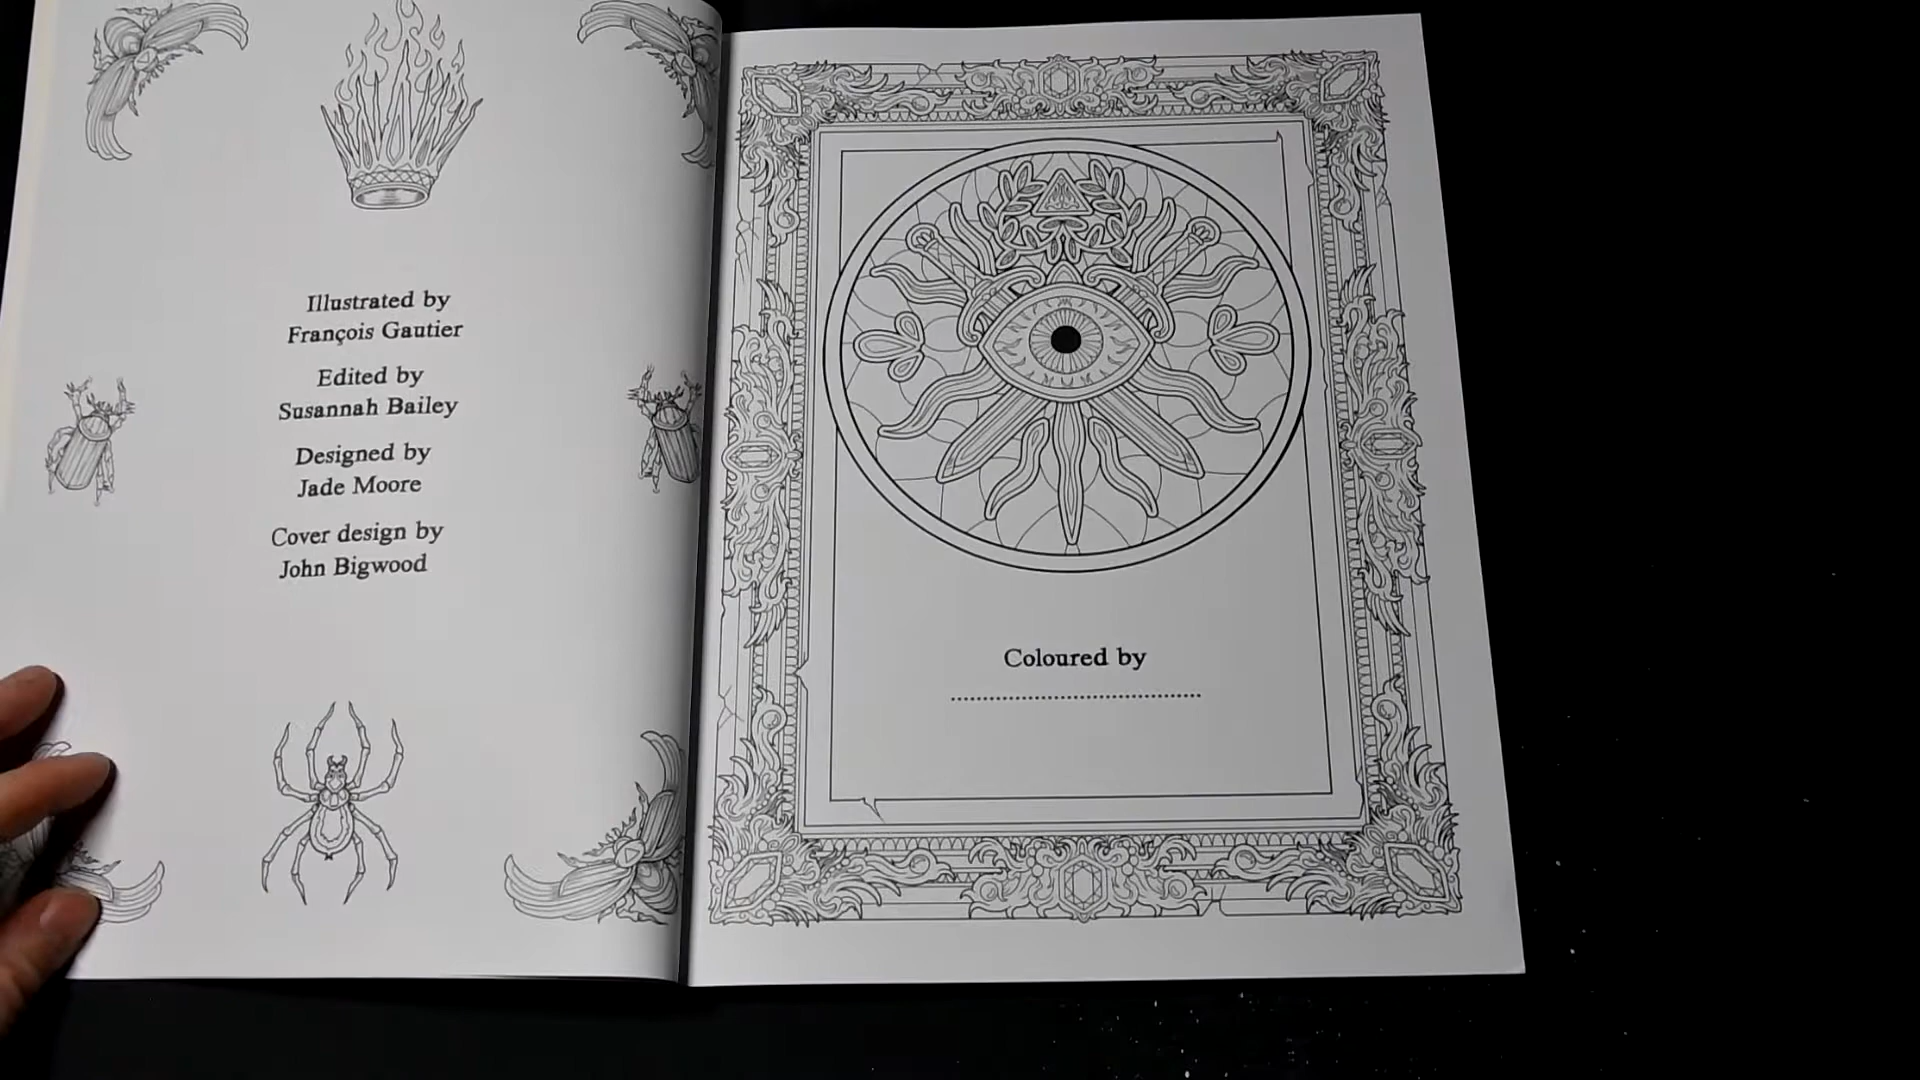 Illustrated by
François Gautier
Edited by
Susannah Bailey
Designed by
Jade Moore
Cover design by
John Bigwood
Coloured by